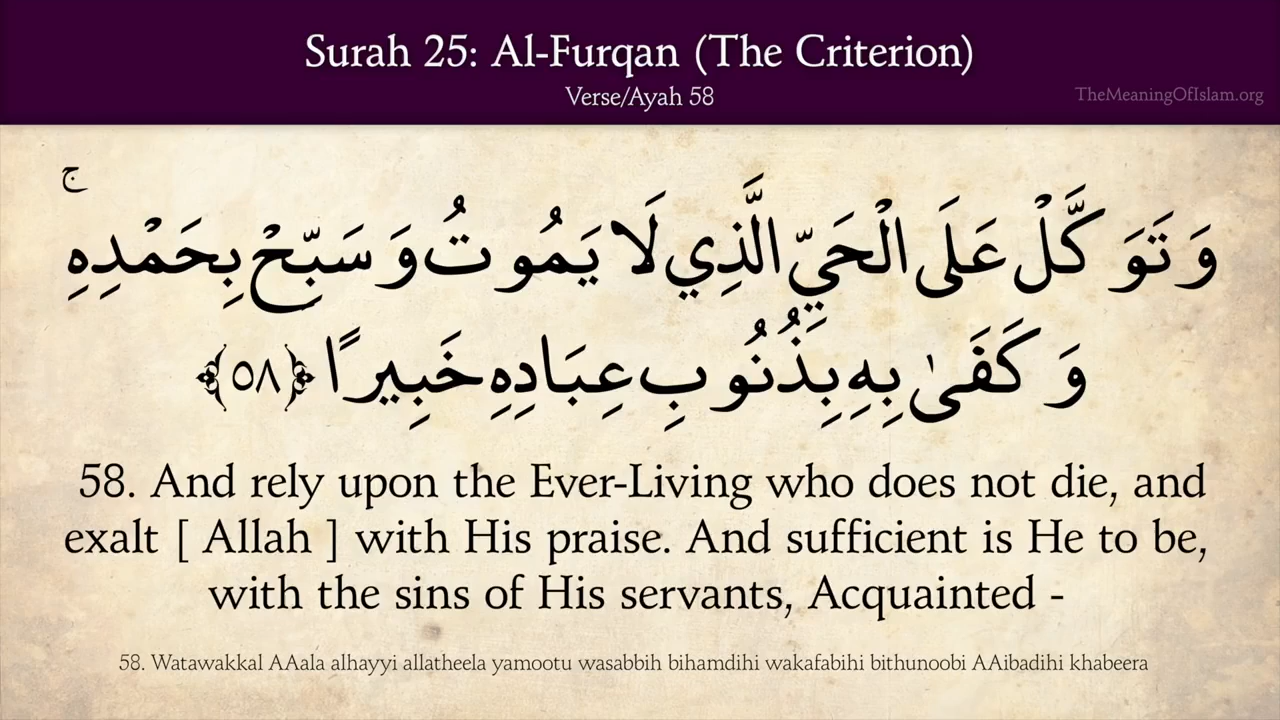 Surah 25: Al-Furqan (The Criterion)
Verse/Ayah 58
TheMeaningOfIslam.org
وَتَوَكَّلْ عَلَى الْحَيِّ الَّذِي لَا يَمُوتُ وَسَبِّحْ بِحَمْدِهِ ۚ
وَكَفَىٰ بِهِ بِذُنُوبِ عِبَادِهِ خَبِيرًا ﴿٥٨﴾
58. And rely upon the Ever-Living who does not die, and
exalt [ Allah ] with His praise. And sufficient is He to be,
with the sins of His servants, Acquainted -
58. Watawakkal AAala alhayyi allatheela yamootu wasabbih bihamdihi wakafabihi bithunoobi AAibadihi khabeera